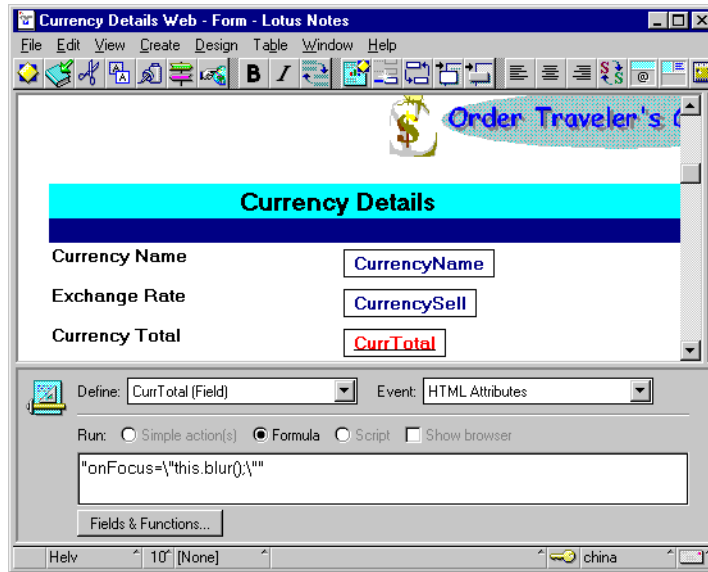 Currency Details Web - Form - Lotus Notes
File Edit View Create Design Table Window Help
B I S S @
$ Order Traveler's
Currency Details
Currency Name CurrencyName
Exchange Rate CurrencySell
Currency Total CurrTotal
Define: CurrTotal (Field) Event: HTML Attributes
Run: Simple action(s) Formula Script Show browser
"onFocus=\"this.blur();\""
Fields & Functions...
Helv 10 [None] china